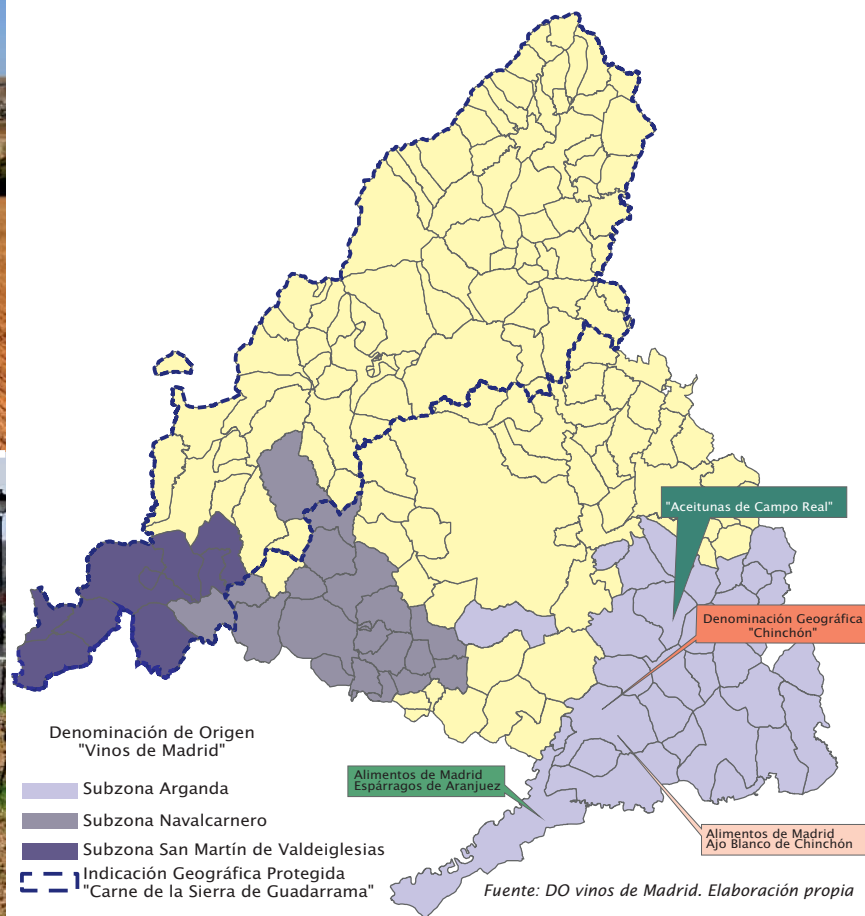 "Aceitunas de Campo Real"
Denominación Geográfica
"Chinchón"
Denominación de Origen
"Vinos de Madrid"
Subzona Arganda
Subzona Navalcarnero
Subzona San Martín de Valdeiglesias
Indicación Geográfica Protegida
"Carne de la Sierra de Guadarrama"
Alimentos de Madrid
Espárragos de Aranjuez
Alimentos de Madrid
Ajo Blanco de Chinchón
Fuente: DO vinos de Madrid. Elaboración propia